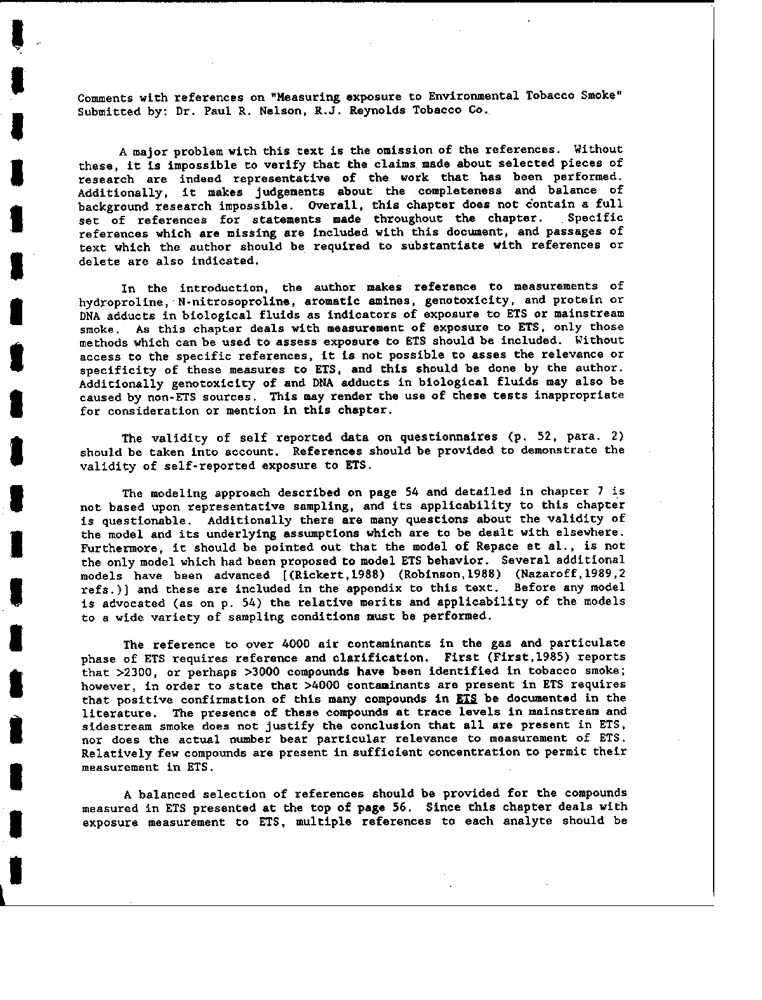 Comments with references on "Measuring exposure to Environmental Tobacco Smoke"
Submitted by: Dr. Paul R. Nelson, R.J. Reynolds Tobacco Co.
A major problem with this text is the omission of the references. Without
these, it is impossible to verify that the claims made about selected pieces of
research are indeed representative of the work that has been performed.
Additionally, it makes judgements about the completeness and balance of
background research impossible. Overall, this chapter does not contain a full
set of references for statements made throughout the chapter. Specific
references which are missing are included with this document, and passages of
text which the author should be required to substantiate with references or
delete are also indicated.
In the introduction, the author makes reference to measurements of
hydroproline, N-nitrosoproline, aromatic amines, genotoxicity, and protein or
DNA adducts in biological fluids as indicators of exposure to ETS or mainstream
smoke. As this chapter deals with measurement of exposure to ETS, only those
methods which can be used to assess exposure to ETS should be included. Without
access to the specific references, it is not possible to asses the relevance or
specificity of these measures to ETS, and this should be done by the author.
Additionally genotoxicity of and DNA adducts in biological fluids may also be
caused by non-ETS sources. This may render the use of these tests inappropriate
for consideration or mention in this chapter.
The validity of self reported data on questionnaires (p. 52, para. 2)
should be taken into account. References should be provided to demonstrate the
validity of self-reported exposure to ETS.
The modeling approach described on page 54 and detailed in chapter 7 is
not based upon representative sampling, and its applicability to this chapter
is questionable. Additionally there are many questions about the validity of
the model and its underlying assumptions which are to be dealt with elsewhere.
Furthermore, it should be pointed out that the model of Repace et al., is not
the only model which had been proposed to model ETS behavior. Several additional
models have been advanced [(Rickert,1988) (Robinson,1988) (Nazaroff,1989,2
refs.)] and these are included in the appendix to this text. Before any model
is advocated (as on p. 54) the relative merits and applicability of the models
to a wide variety of sampling conditions must be performed.
The reference to over 4000 air contaminants in the gas and particulate
phase of ETS requires reference and clarification. First (First,1985) reports
that >2300, or perhaps >3000 compounds have been identified in tobacco smoke;
however, in order to state that >4000 contaminants are present in ETS requires
that positive confirmation of this many compounds in ETS be documented in the
literature. The presence of these compounds at trace levels in mainstream and
sidestream smoke does not justify the conclusion that all are present in ETS,
nor does the actual number bear particular relevance to measurement of ETS.
Relatively few compounds are present in sufficient concentration to permit their
measurement in ETS.
A balanced selection of references should be provided for the compounds
measured in ETS presented at the top of page 56. Since this chapter deals with
exposure measurement to ETS, multiple references to each analyte should be